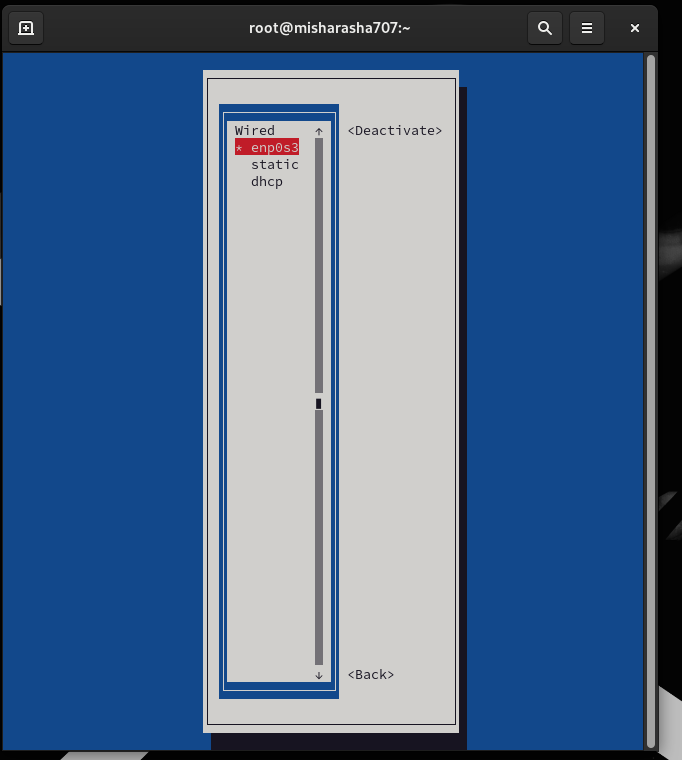 root@misharasha707:~
Wired ↑ <Deactivate>
* enp0s3
static
dhcp
↓ <Back>